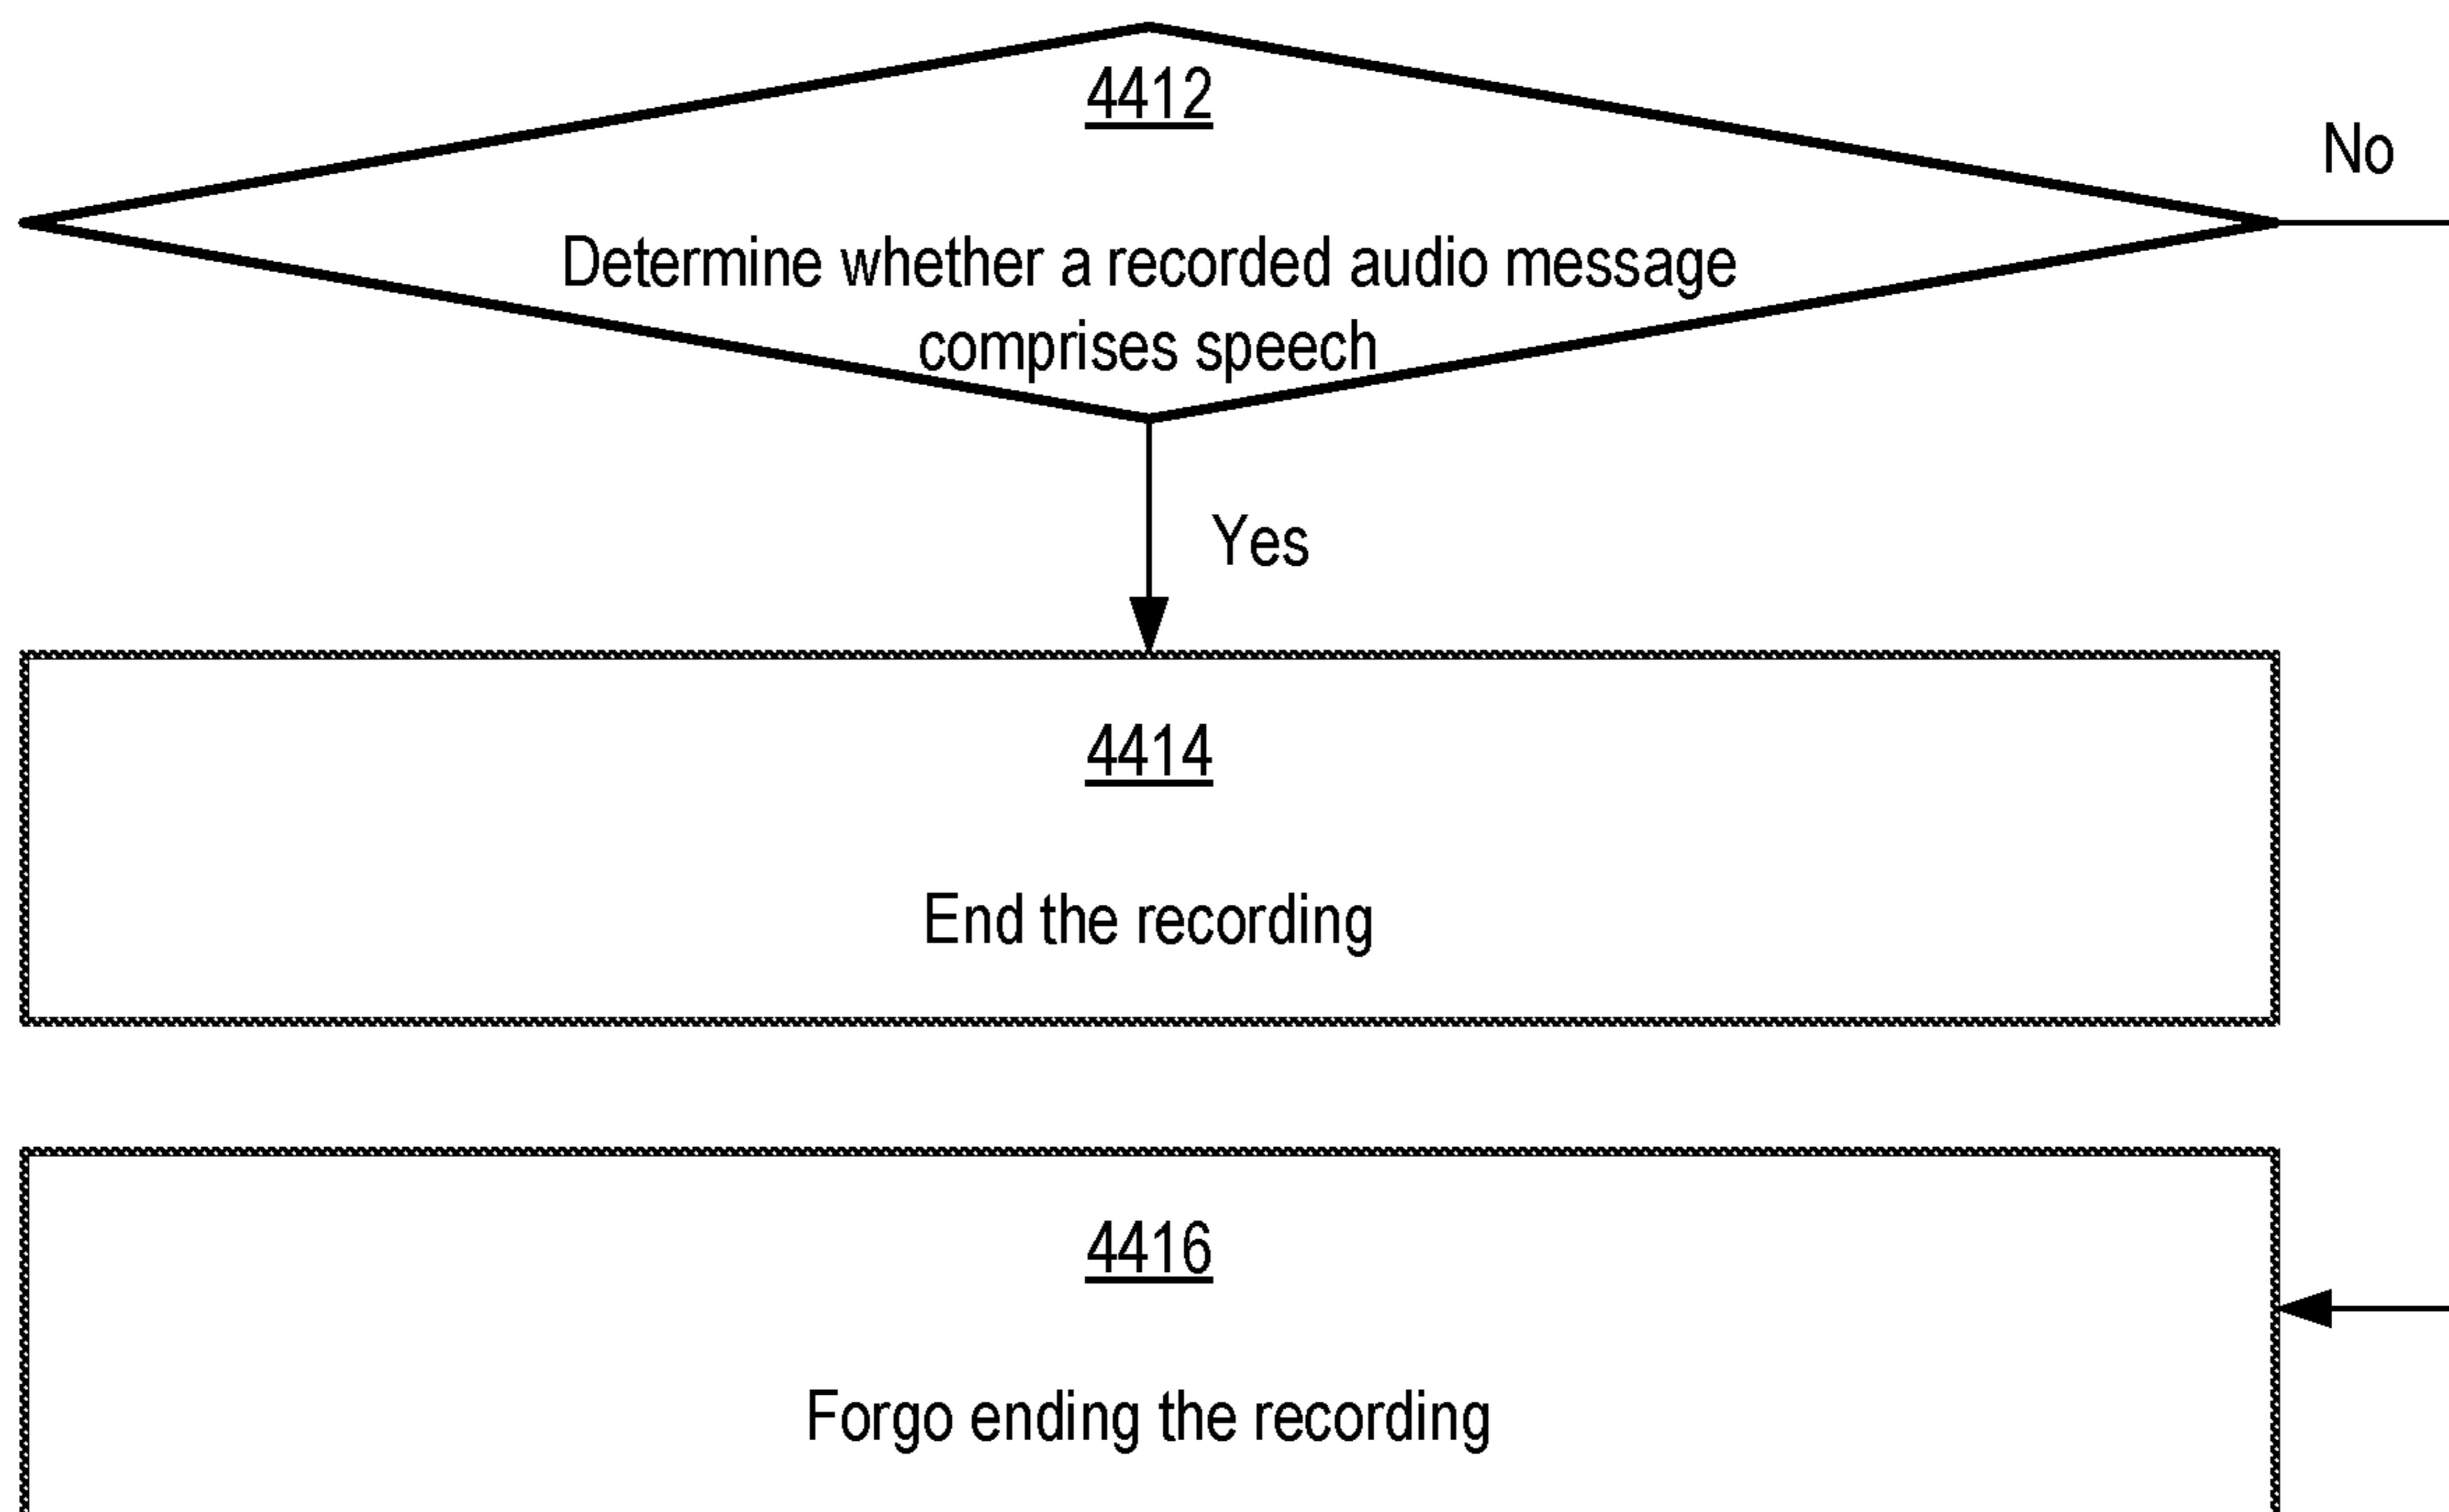 4412
No
Determine whether a recorded audio message
comprises speech
Yes
4414
End the recording
4416
Forgo ending the recording